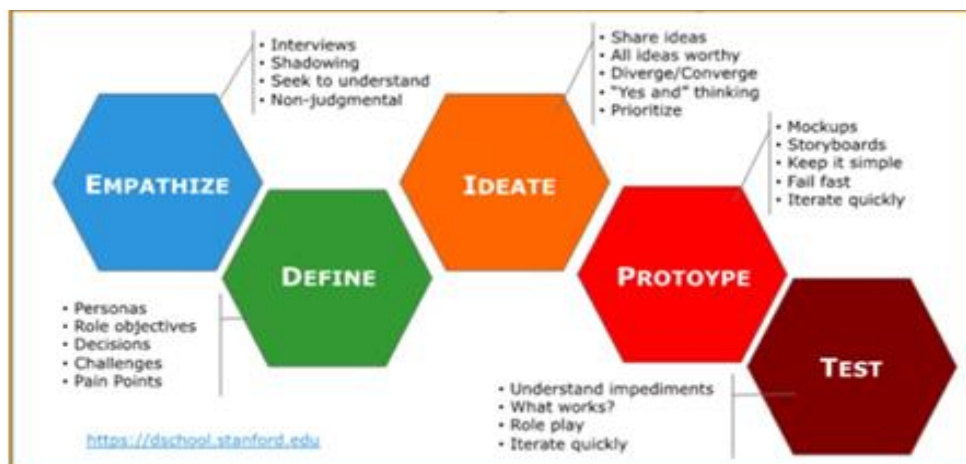 • Interviews
• Shadowing
• Seek to understand
• Non-judgmental
EMPATHIZE
• Personas
• Role objectives
• Decisions
• Challenges
• Pain Points
DEFINE
• Share ideas
• All ideas worthy
• Diverge/Converge
• "Yes and" thinking
• Prioritize
IDEATE
• Mockups
• Storyboards
• Keep it simple
• Fail fast
• Iterate quickly
PROTOYPE
• Understand impediments
• What works?
• Role play
• Iterate quickly
TEST
https://dschool.stanford.edu